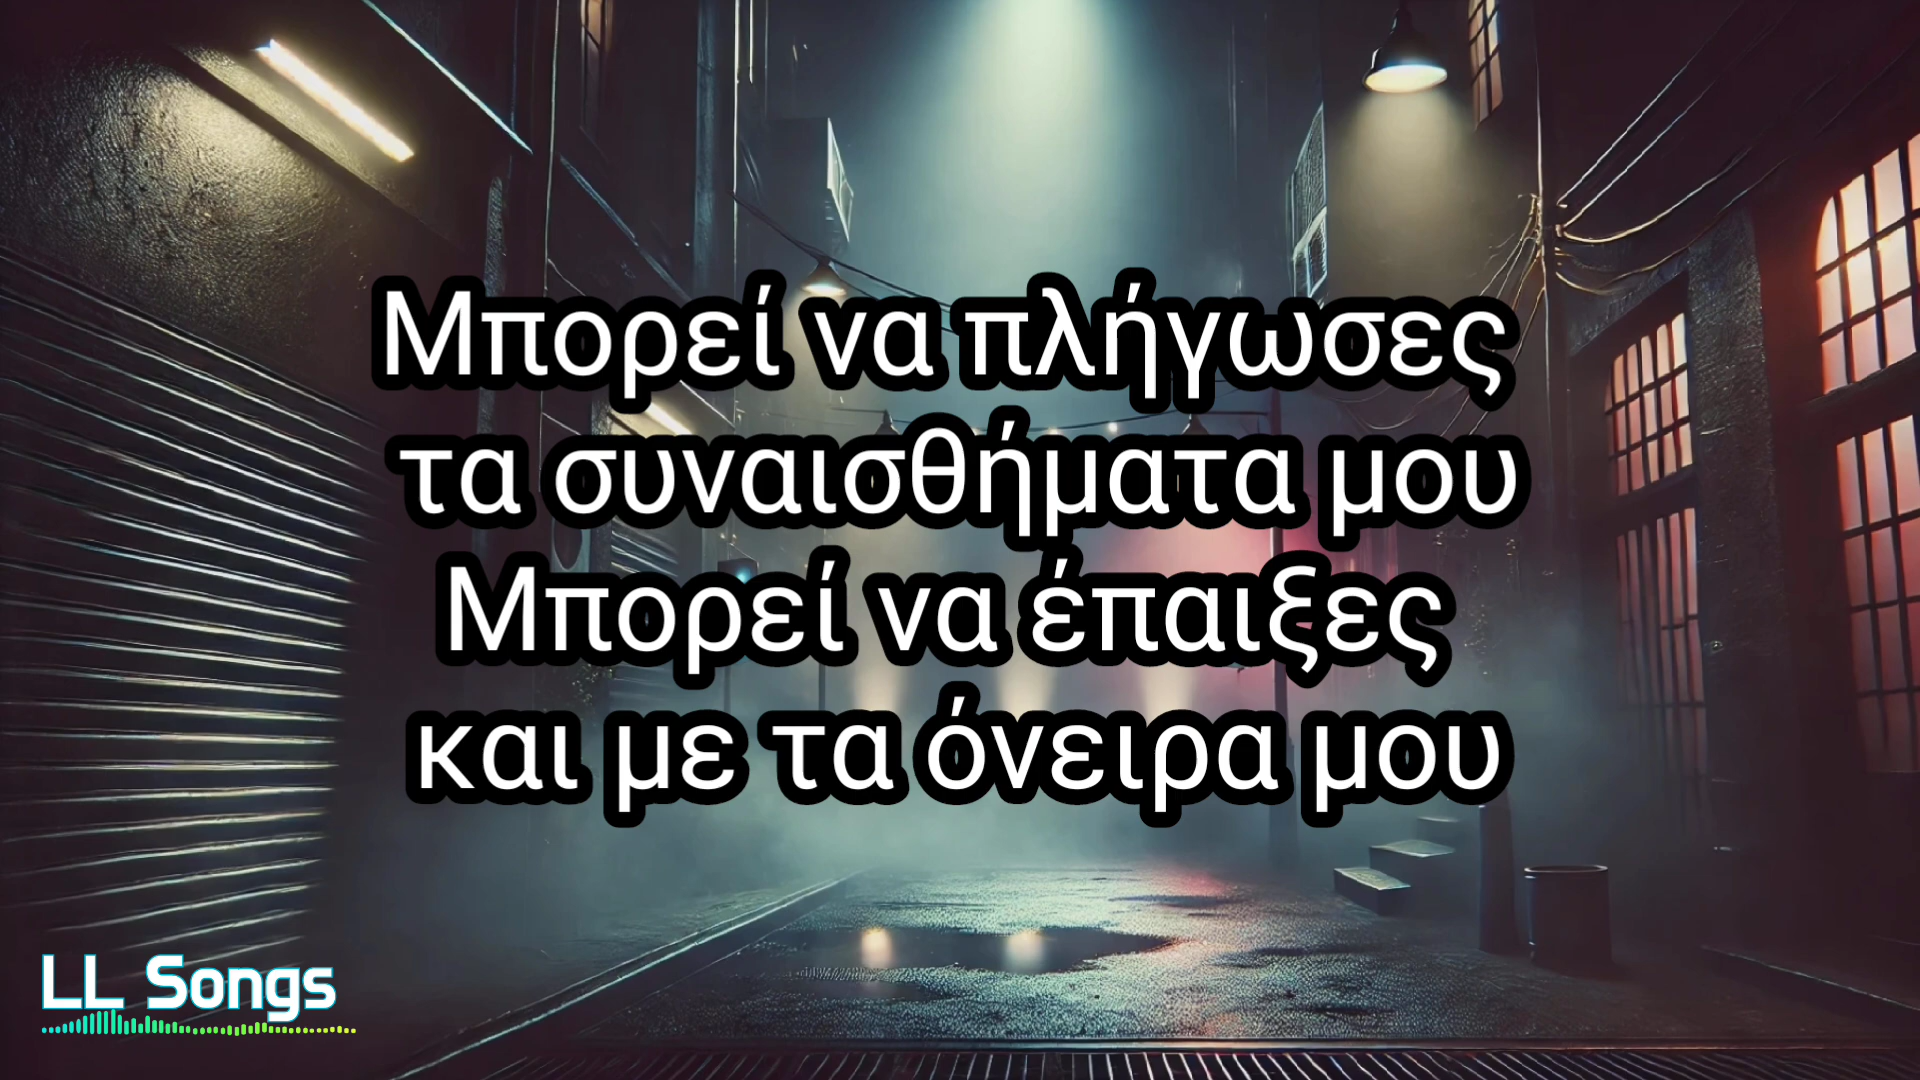 Μπορεί να πλήγωσες
τα συναισθήματα μου
Μπορεί να έπαιξες
και με τα όνειρα μου
LL Songs